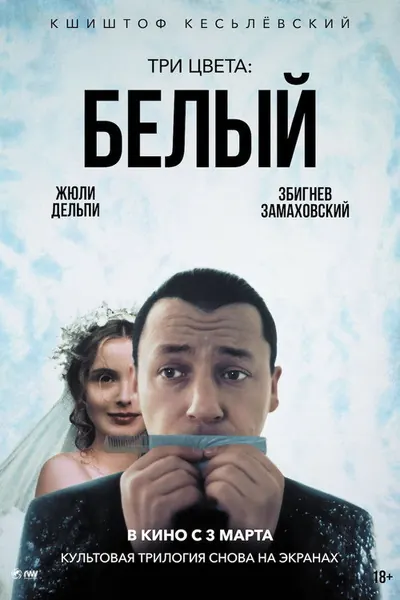 КШИШТОФ КЕСЬЛЁВСКИЙ
ТРИ ЦВЕТА:
БЕЛЫЙ
ЖЮЛИ
ДЕЛЬПИ
ЗБИГНЕВ
ЗАМАХОВСКИЙ
В КИНО С 3 МАРТА
КУЛЬТОВАЯ ТРИЛОГИЯ СНОВА НА ЭКРАНАХ
18+